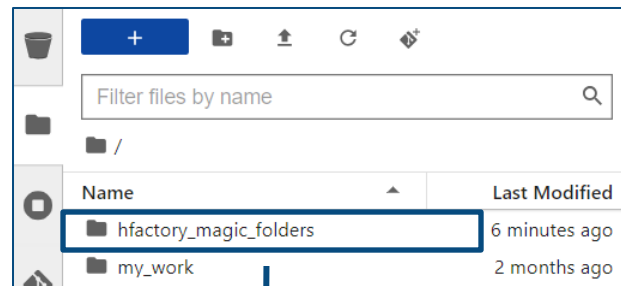 Filter files by name
/
Name Last Modified
hfactory_magic_folders 6 minutes ago
my_work 2 months ago